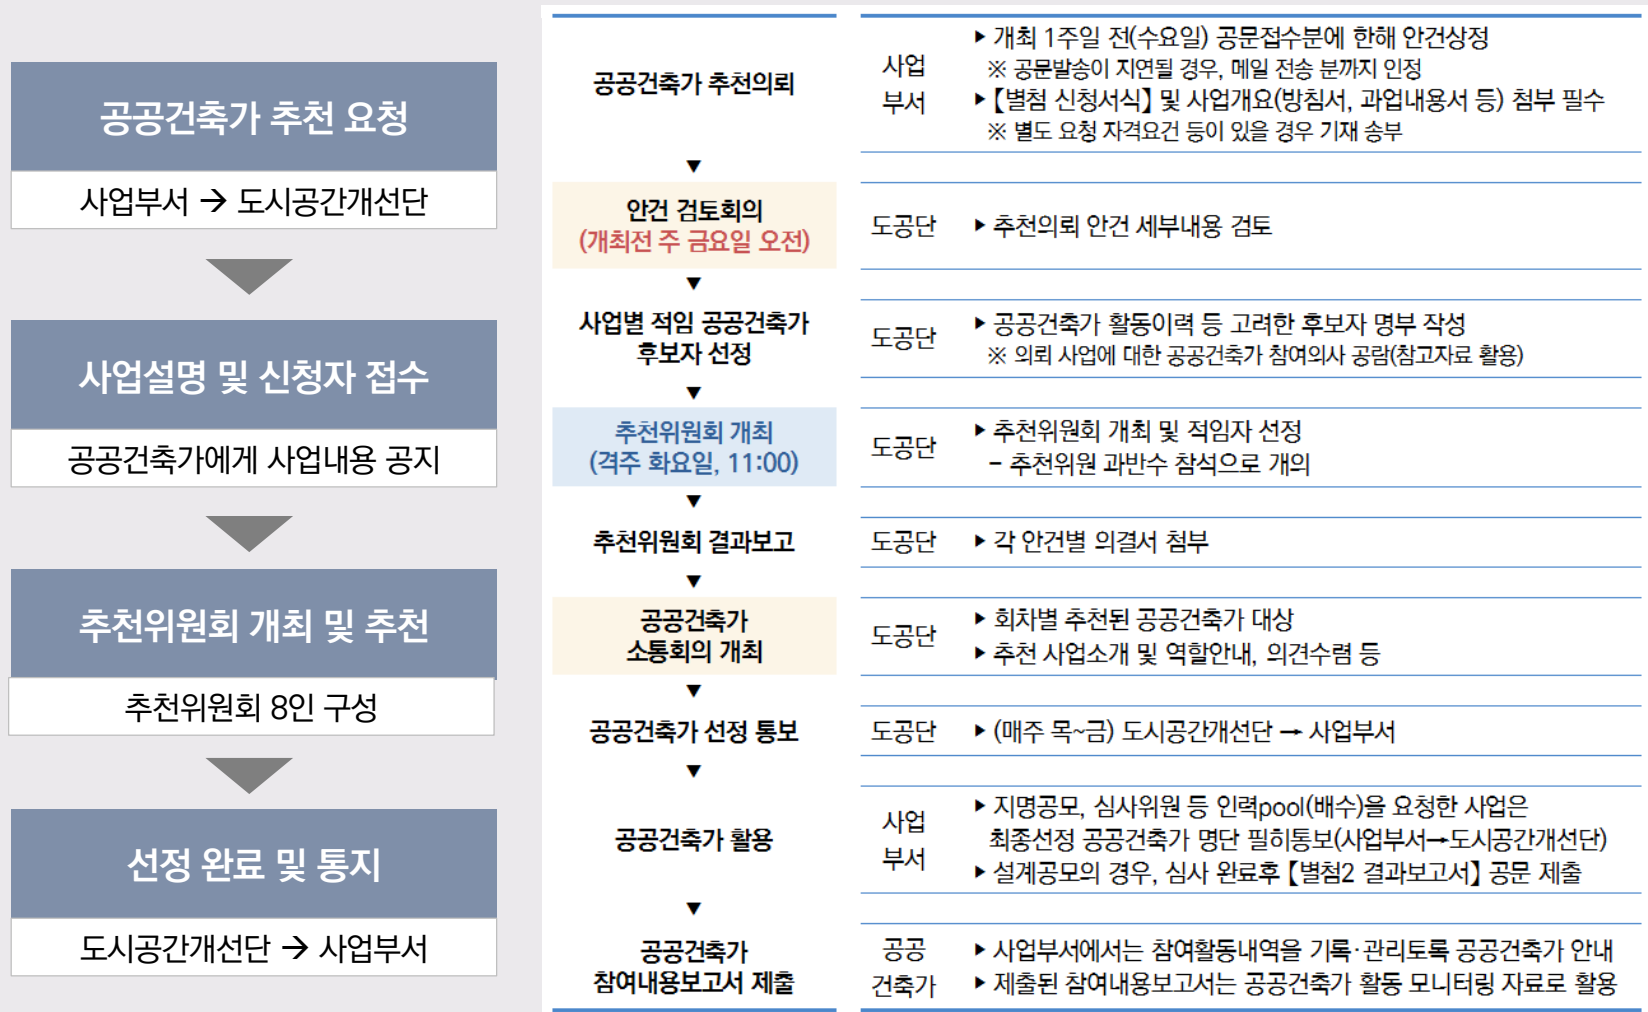 공공건축가 추천 요청
사업부서 → 도시공간개선단
사업설명 및 신청자 접수
공공건축가에게 사업내용 공지
추천위원회 개최 및 추천
추천위원회 8인 구성
선정 완료 및 통지
도시공간개선단 → 사업부서
공공건축가 추천의뢰
사업
부서
▶ 개최 1주일 전(수요일) 공문접수분에 한해 안건상정
※ 공문발송이 지연될 경우, 메일 전송 분까지 인정
▶ 【별첨 신청서식】 및 사업개요(방침서, 과업내용서 등) 첨부 필수
※ 별도 요청 자격요건 등이 있을 경우 기재 송부
▼
안건 검토회의
(개최전 주 금요일 오전)
도공단
▶ 추천의뢰 안건 세부내용 검토
▼
사업별 적임 공공건축가
후보자 선정
도공단
▶ 공공건축가 활동이력 등 고려한 후보자 명부 작성
※ 의뢰 사업에 대한 공공건축가 참여의사 공람(참고자료 활용)
▼
추천위원회 개최
(격주 화요일, 11:00)
도공단
▶ 추천위원회 개최 및 적임자 선정
- 추천위원 과반수 참석으로 개의
▼
추천위원회 결과보고
도공단
▶ 각 안건별 의결서 첨부
▼
공공건축가
소통회의 개최
도공단
▶ 회차별 추천된 공공건축가 대상
▶ 추천 사업소개 및 역할안내, 의견수렴 등
▼
공공건축가 선정 통보
도공단
▶ (매주 목~금) 도시공간개선단 → 사업부서
▼
공공건축가 활용
사업
부서
▶ 지명공모, 심사위원 등 인력pool(배수)을 요청한 사업은
최종선정 공공건축가 명단 필히통보(사업부서→도시공간개선단)
▶ 설계공모의 경우, 심사 완료후 【별첨2 결과보고서】 공문 제출
▼
공공건축가
참여내용보고서 제출
공공
건축가
▶ 사업부서에서는 참여활동내역을 기록·관리토록 공공건축가 안내
▶ 제출된 참여내용보고서는 공공건축가 활동 모니터링 자료로 활용